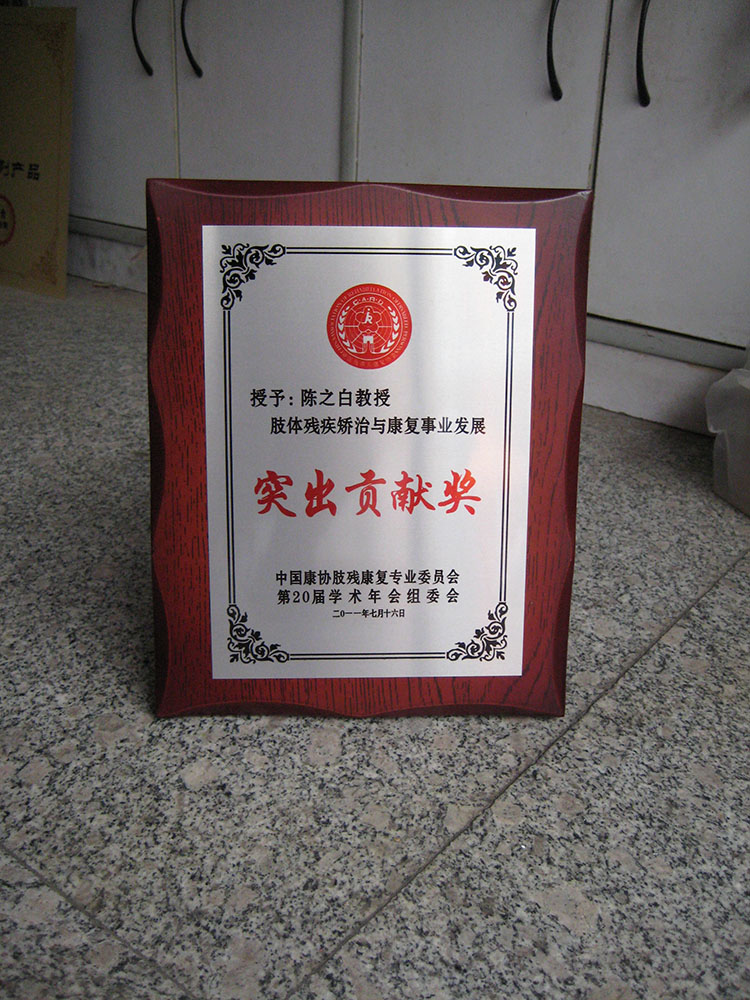 列产品
C·A·R·D
授予：陈之白教授
肢体残疾矫治与康复事业发展
突出贡献奖
中国康协肢残康复专业委员会
第20届学术年会组委会
二○一一年七月十六日